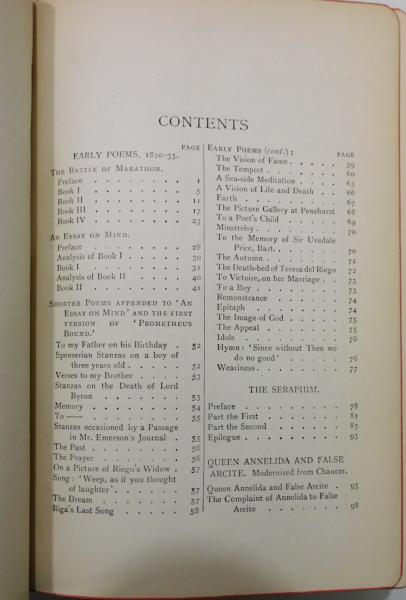 CONTENTS
PAGE
EARLY POEMS, 1820-33.
THE BATTLE OF MARATHON.
Preface . . . . . . . 1
Book I . . . . . . . 5
Book II . . . . . . . 11
Book III . . . . . . . 17
Book IV . . . . . . . 23
AN ESSAY ON MIND.
Preface . . . . . . . 28
Analysis of Book I . . . . 30
Book I . . . . . . . 31
Analysis of Book II . . . . 40
Book II . . . . . . . 41
SHORTER POEMS APPENDED TO 'AN
ESSAY ON MIND' AND THE FIRST
VERSION OF 'PROMETHEUS
BOUND.'
To my Father on his Birthday . 52
Spenserian Stanzas on a boy of
three years old . . . . . 52
Verses to my Brother . . . . 53
Stanzas on the Death of Lord
Byron . . . . . . . 53
Memory . . . . . . . 54
To —— . . . . . . . 55
Stanzas occasioned by a Passage
in Mr. Emerson's Journal . 55
The Past . . . . . . . 56
The Prayer . . . . . . 56
On a Picture of Riego's Widow . 57
Song: 'Weep, as if you thought
of laughter' . . . . . . 57
The Dream . . . . . . 57
Riga's Last Song . . . . . 58
EARLY POEMS (cont.):
PAGE
The Vision of Fame . . . . . 59
The Tempest . . . . . . 60
A Sea-side Meditation . . . . 63
A Vision of Life and Death . . 66
Earth . . . . . . . 67
The Picture Gallery at Penshurst 68
To a Poet's Child . . . . . 69
Minstrelsy . . . . . . . 70
To the Memory of Sir Uvedale
Price, Bart. . . . . . . 70
The Autumn . . . . . . 72
The Death-bed of Teresa del Riego 72
To Victoire, on her Marriage . . 73
To a Boy . . . . . . . 73
Remonstrance . . . . . . 74
Epitaph . . . . . . . 74
The Image of God . . . . . 75
The Appeal . . . . . . 75
Idols . . . . . . . 76
Hymn: 'Since without Thee we
do no good' . . . . . . 76
Weariness . . . . . . . 77
THE SERAPHIM.
Preface . . . . . . . 78
Part the First . . . . . . 81
Part the Second . . . . . 85
Epilogue . . . . . . . 93
QUEEN ANNELIDA AND FALSE
ARCITE. Modernized from Chaucer.
Queen Annelida and False Arcite . 95
The Complaint of Annelida to False
Arcite . . . . . . . 98